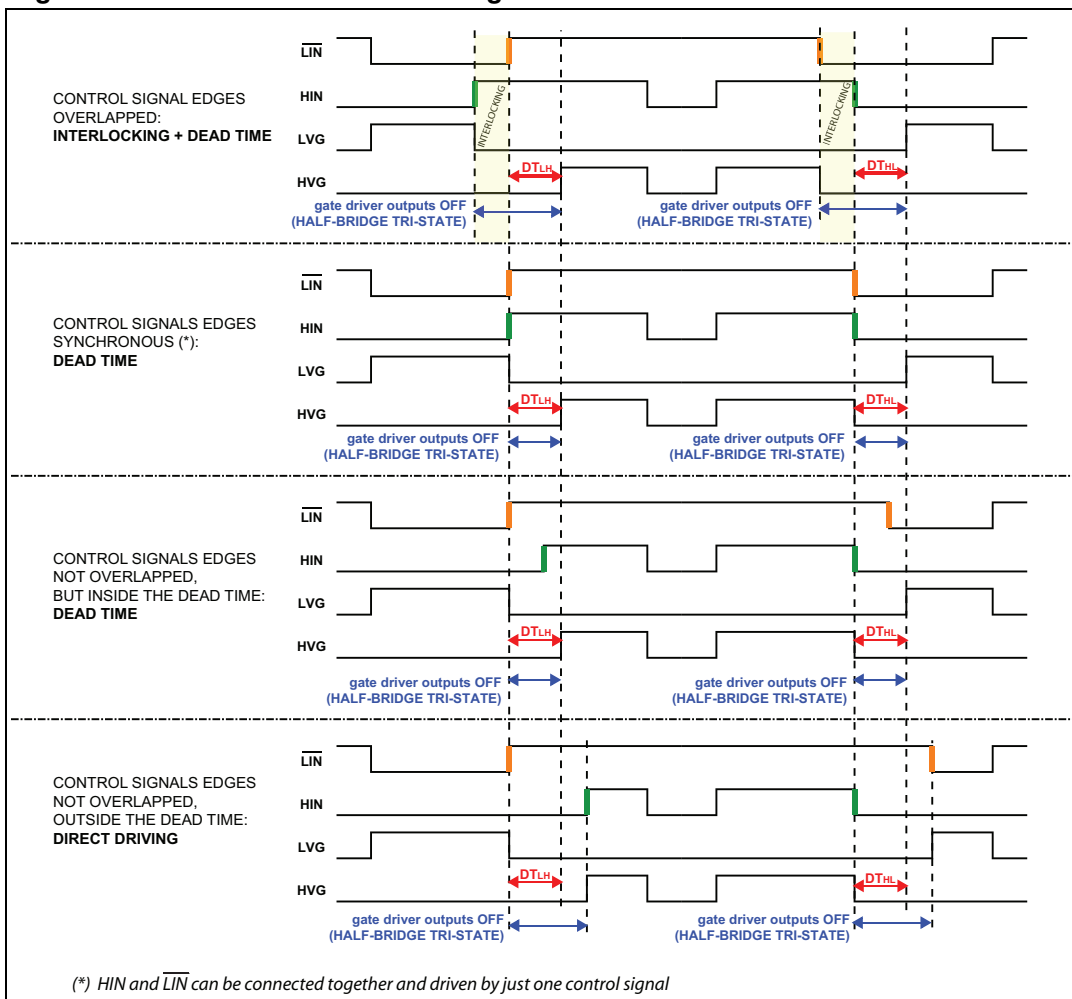 LIN
HIN
CONTROL SIGNAL EDGES
OVERLAPPED:
INTERLOCKING + DEAD TIME
INTERLOCKING
INTERLOCKING
LVG
DTLH
DTHL
HVG
gate driver outputs OFF
(HALF-BRIDGE TRI-STATE)
gate driver outputs OFF
(HALF-BRIDGE TRI-STATE)
LIN
CONTROL SIGNALS EDGES
SYNCHRONOUS (*):
DEAD TIME
HIN
LVG
DTLH
DTHL
HVG
gate driver outputs OFF
(HALF-BRIDGE TRI-STATE)
gate driver outputs OFF
(HALF-BRIDGE TRI-STATE)
LIN
CONTROL SIGNALS EDGES
NOT OVERLAPPED,
BUT INSIDE THE DEAD TIME:
DEAD TIME
HIN
LVG
DTLH
DTHL
HVG
gate driver outputs OFF
(HALF-BRIDGE TRI-STATE)
gate driver outputs OFF
(HALF-BRIDGE TRI-STATE)
LIN
CONTROL SIGNALS EDGES
NOT OVERLAPPED,
OUTSIDE THE DEAD TIME:
DIRECT DRIVING
HIN
LVG
DTLH
DTHL
HVG
gate driver outputs OFF
(HALF-BRIDGE TRI-STATE)
gate driver outputs OFF
(HALF-BRIDGE TRI-STATE)
(*) HIN and LIN can be connected together and driven by just one control signal